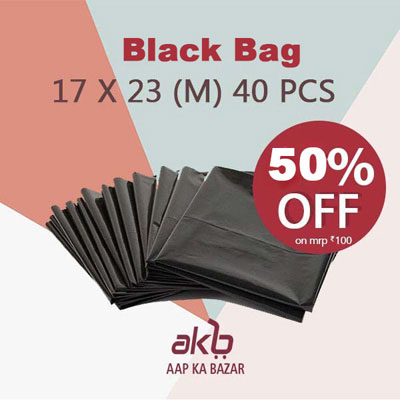 Black Bag
17 X 23 (M) 40 PCS
50%
OFF
on mrp ₹100
akb
AAP KA BAZAR